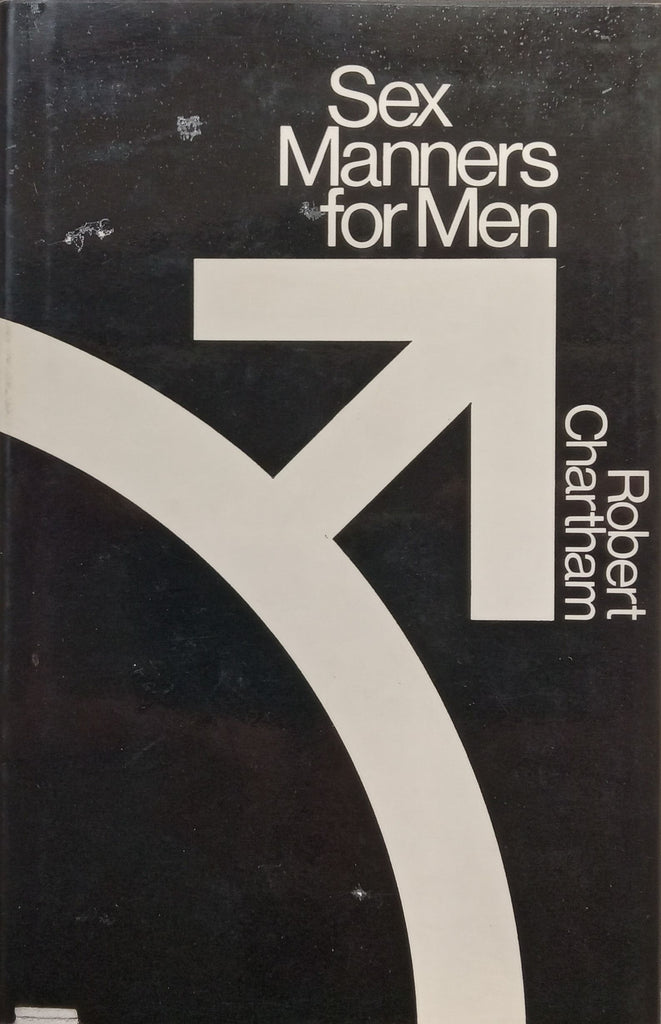 Sex
Manners
for Men
Robert
Chartham